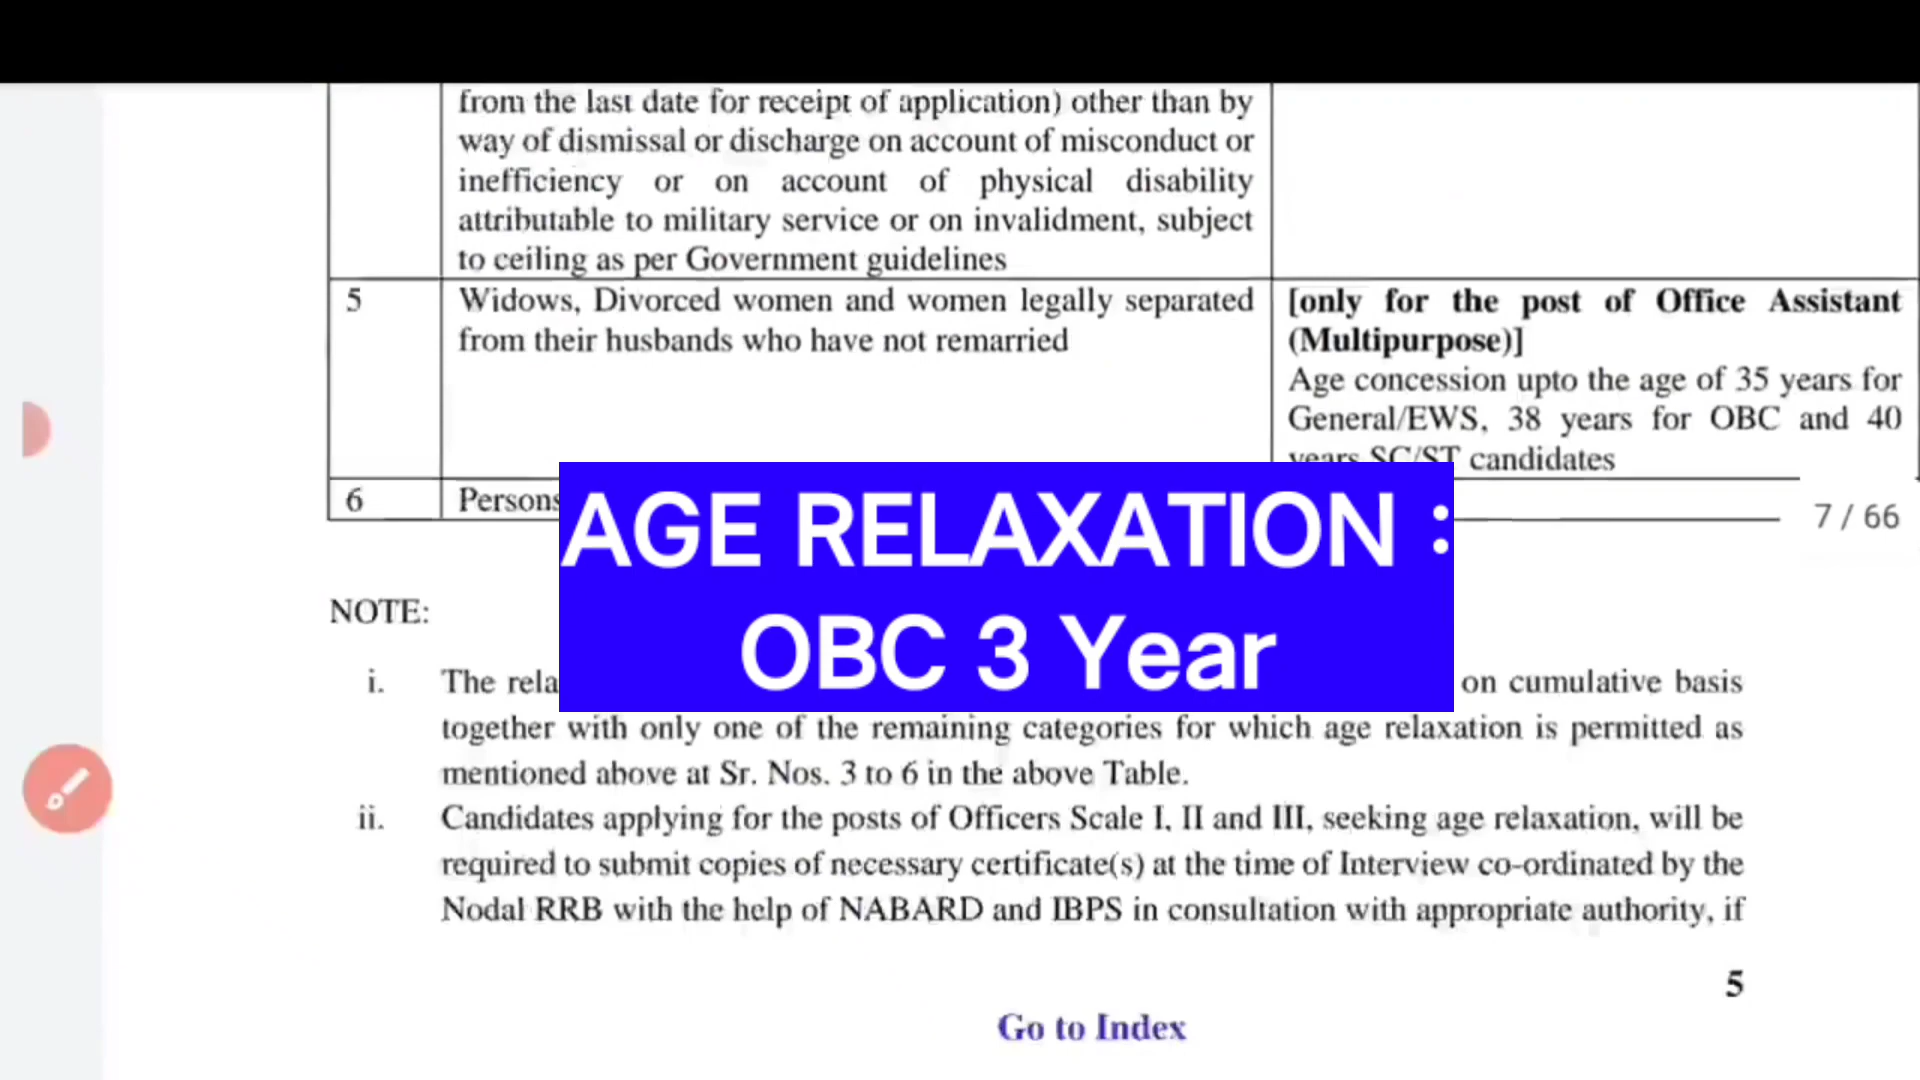 from the last date for receipt of application) other than by
way of dismissal or discharge on account of misconduct or
inefficiency or on account of physical disability
attributable to military service or on invalidment, subject
to ceiling as per Government guidelines
5
Widows, Divorced women and women legally separated
from their husbands who have not remarried
[only for the post of Office Assistant
(Multipurpose)]
Age concession upto the age of 35 years for
General/EWS, 38 years for OBC and 40
years SC/ST candidates
6
Persons
7 / 66
AGE RELAXATION :
OBC 3 Year
NOTE:
i. The rela on cumulative basis
together with only one of the remaining categories for which age relaxation is permitted as
mentioned above at Sr. Nos. 3 to 6 in the above Table.
ii. Candidates applying for the posts of Officers Scale I, II and III, seeking age relaxation, will be
required to submit copies of necessary certificate(s) at the time of Interview co-ordinated by the
Nodal RRB with the help of NABARD and IBPS in consultation with appropriate authority, if
5
Go to Index